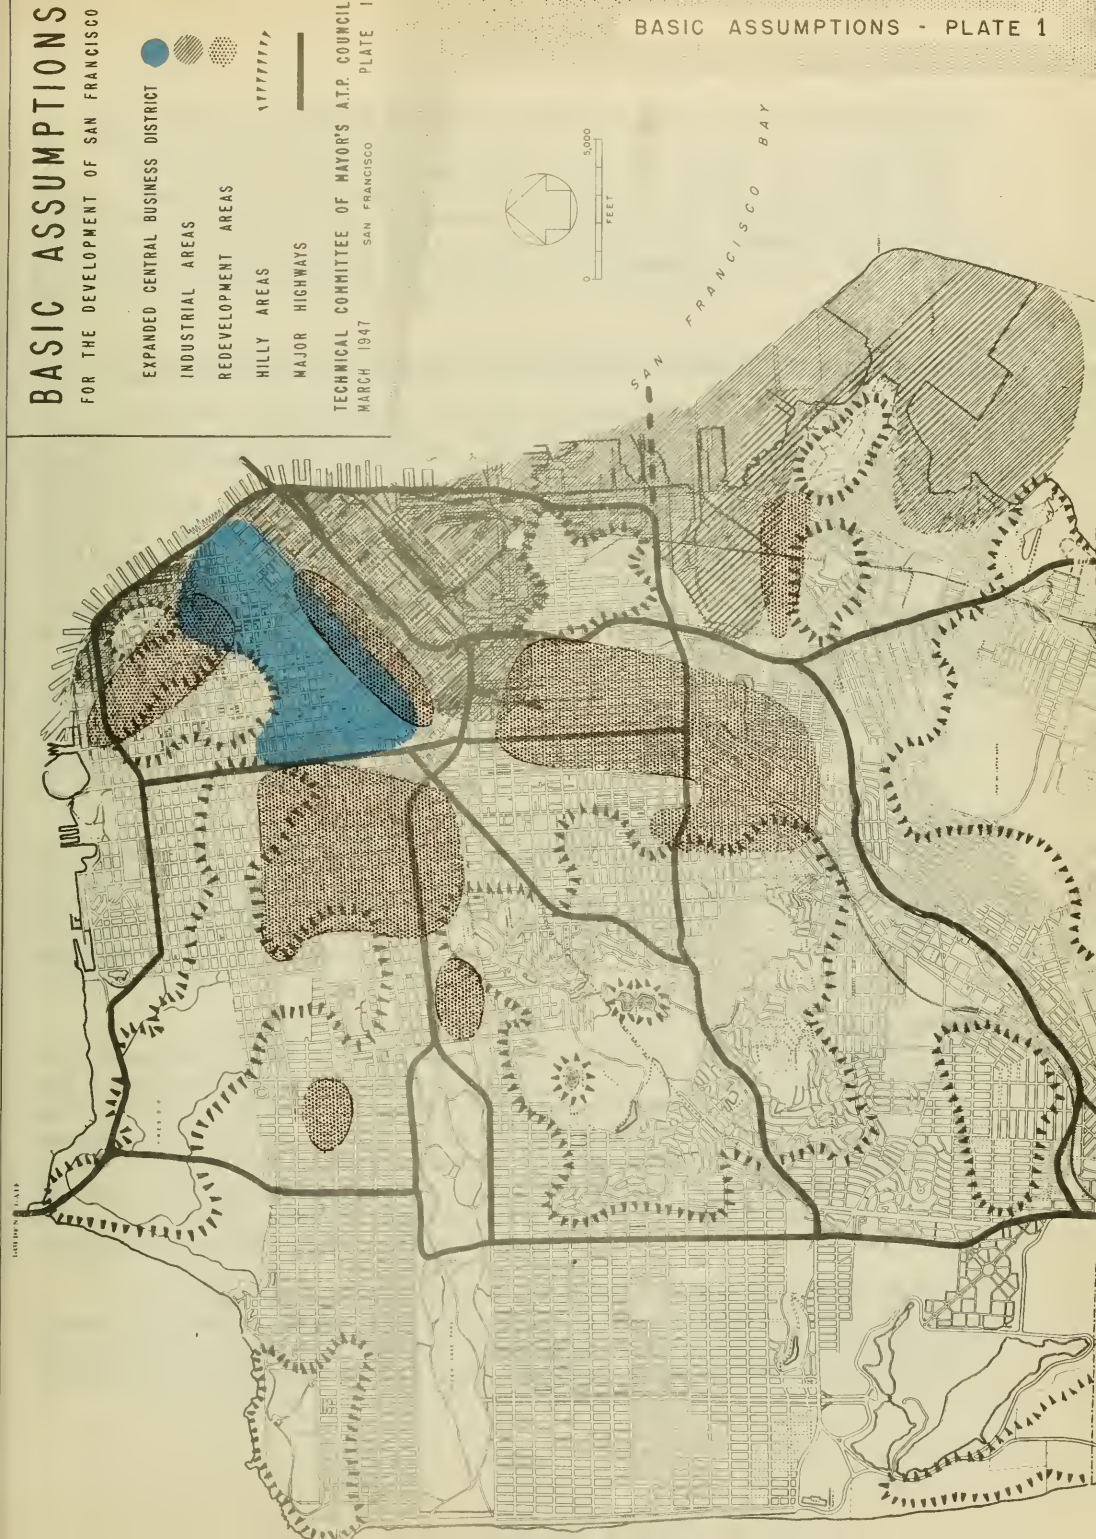 BASIC ASSUMPTIONS - PLATE 1
BASIC ASSUMPTIONS
FOR THE DEVELOPMENT OF SAN FRANCISCO
EXPANDED CENTRAL BUSINESS DISTRICT
INDUSTRIAL AREAS
REDEVELOPMENT AREAS
HILLY AREAS
MAJOR HIGHWAYS
TECHNICAL COMMITTEE OF MAYOR'S A.T.P. COUNCIL
MARCH 1947 SAN FRANCISCO PLATE 1
0 5,000
FEET
SAN FRANCISCO BAY